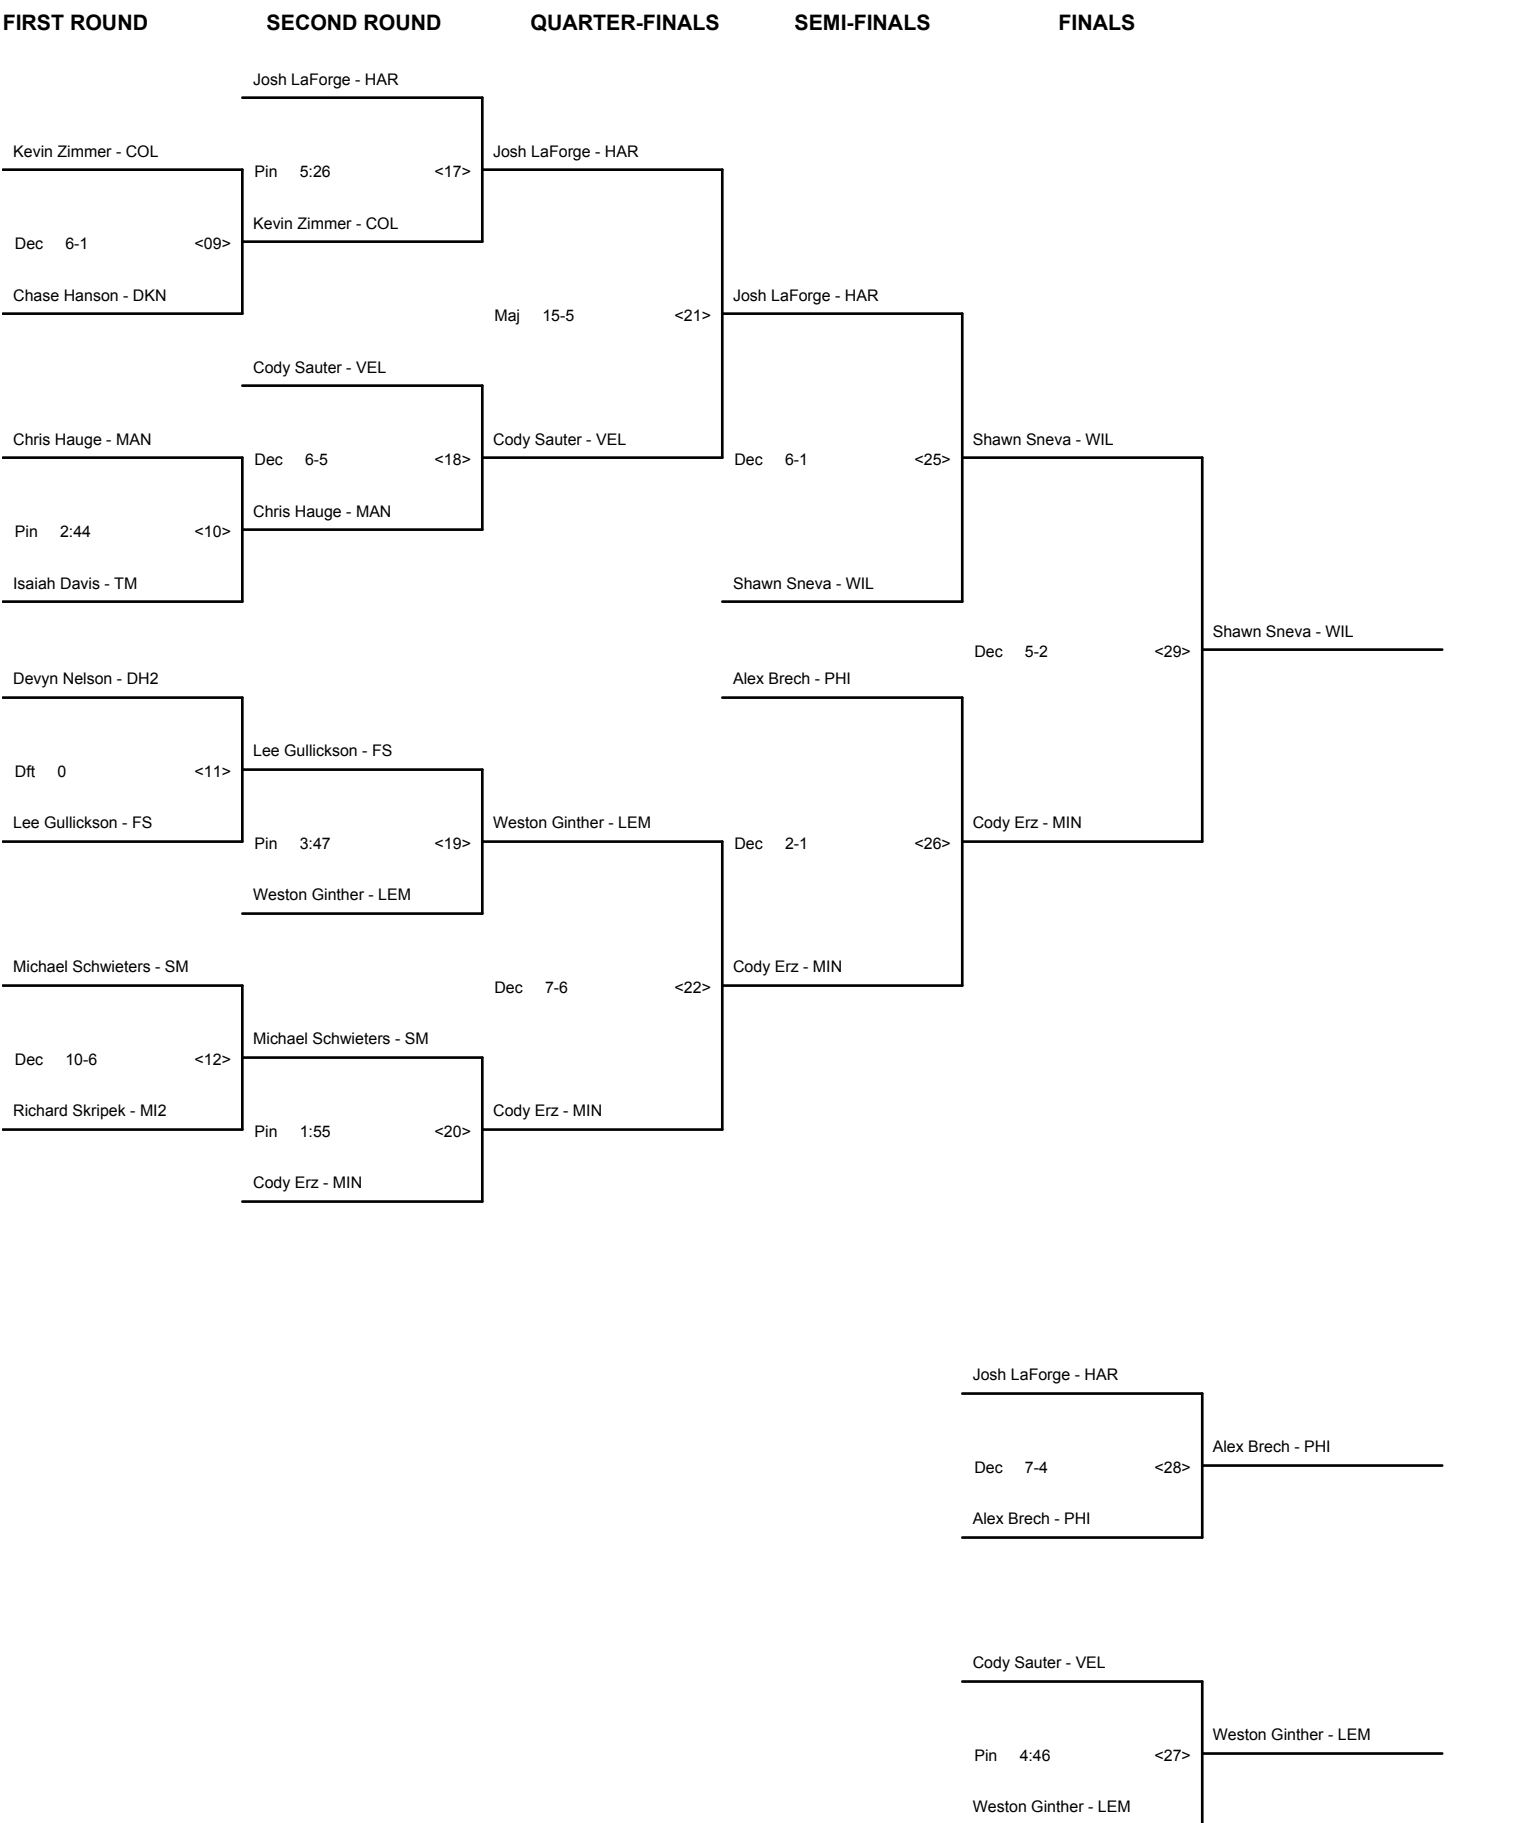 FIRST ROUND SECOND ROUND QUARTER-FINALS SEMI-FINALS FINALS
Josh LaForge - HAR
Kevin Zimmer - COL Josh LaForge - HAR
Pin 5:26 <17>
Kevin Zimmer - COL
Dec 6-1 <09>
Chase Hanson - DKN Josh LaForge - HAR
Maj 15-5 <21>
Cody Sauter - VEL
Chris Hauge - MAN Cody Sauter - VEL Shawn Sneva - WIL
Dec 6-5 <18> Dec 6-1 <25>
Chris Hauge - MAN
Pin 2:44 <10>
Isaiah Davis - TM Shawn Sneva - WIL
Shawn Sneva - WIL
Dec 5-2 <29>
Devyn Nelson - DH2 Alex Brech - PHI
Lee Gullickson - FS
Dft 0 <11>
Lee Gullickson - FS Weston Ginther - LEM Cody Erz - MIN
Pin 3:47 <19> Dec 2-1 <26>
Weston Ginther - LEM
Michael Schwieters - SM Cody Erz - MIN
Dec 7-6 <22>
Michael Schwieters - SM
Dec 10-6 <12>
Richard Skripek - MI2 Cody Erz - MIN
Pin 1:55 <20>
Cody Erz - MIN
Josh LaForge - HAR
Alex Brech - PHI
Dec 7-4 <28>
Alex Brech - PHI
Cody Sauter - VEL
Weston Ginther - LEM
Pin 4:46 <27>
Weston Ginther - LEM